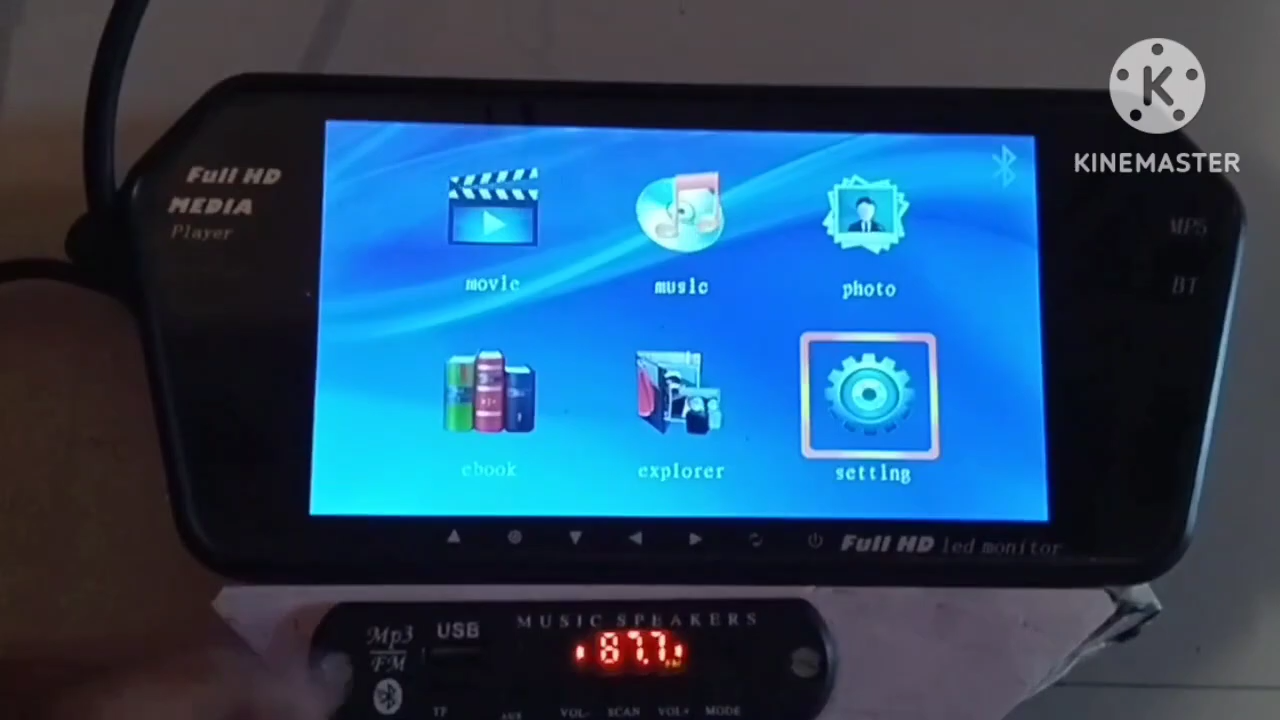 KINEMASTER
Full HD
MEDIA
Player
MP5
BT
movie
music
photo
ebook
explorer
setting
Full HD led monitor
MUSIC SPEAKERS
Mp3
FM
USB
87.7
TF
AUX
VOL-
SCAN
VOL+
MODE